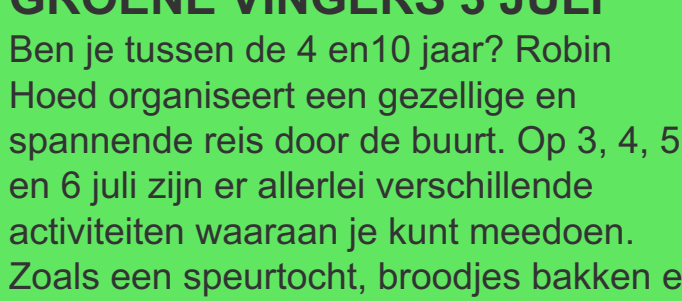 GROENE VINGERS 3 JULI
Ben je tussen de 4 en10 jaar? Robin
Hoed organiseert een gezellige en
spannende reis door de buurt. Op 3, 4, 5
en 6 juli zijn er allerlei verschillende
activiteiten waaraan je kunt meedoen.
Zoals een speurtocht, broodjes bakken e